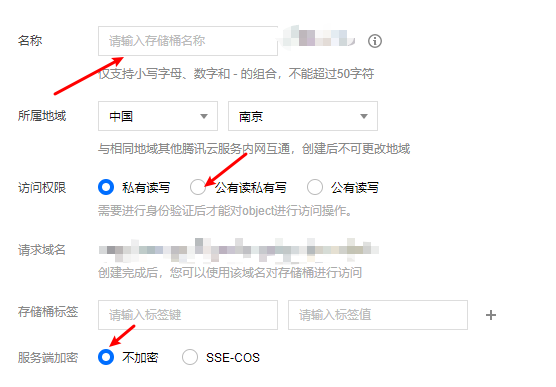 名称 请输入存储桶名称
仅支持小写字母、数字和 - 的组合，不能超过50字符
所属地域 中国 南京
与相同地域其他腾讯云服务内网互通，创建后不可更改地域
访问权限 私有读写 公有读私有写 公有读写
需要进行身份验证后才能对object进行访问操作。
请求域名
创建完成后，您可以使用该域名对存储桶进行访问
存储桶标签 请输入标签键 请输入标签值 +
服务端加密 不加密 SSE-COS